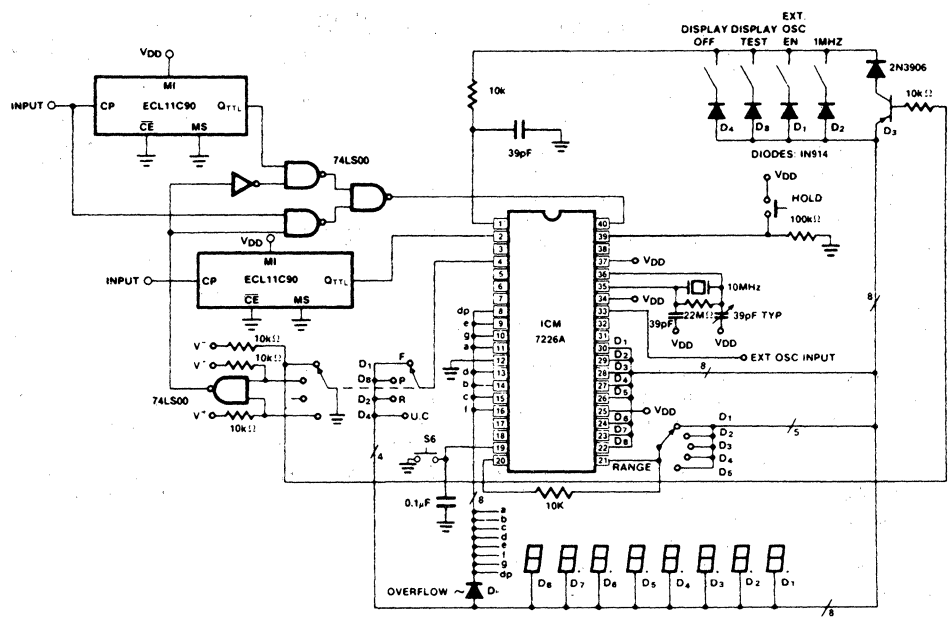 DISPLAY DISPLAY EXT. OSC 1MHZ
OFF TEST EN
VDD
MI
INPUT CP ECL11C90 QTTL
CE MS
2N3906
10kΩ
D3
D4 D8 D1 D2
DIODES: IN914
10k
39pF
74LS00
VDD
HOLD
100kΩ
VDD
MI
INPUT CP ECL11C90 QTTL
CE MS
ICM
7226A
1 2 3 4 5 6 7 8 9 10 11 12 13 14 15 16 17 18 19 20
40 39 38 37 36 35 34 33 32 31 30 29 28 27 26 25 24 23 22 21
VDD
10MHz
VDD
22MΩ
39pF
39pF TYP
VDD VDD
EXT OSC INPUT
8
8
dp
e
g
a
d
b
c
f
D1
D2
D3
D4
D5
VDD
D6
D7
D8
V- 10kΩ
V- 10kΩ
74LS00
V+
10kΩ
D1 F
D8 P
D2 R
D4 U.C
4
S6
0.1µF
10K
RANGE
D1
D2
D3
D4
D5
5
8
a
b
c
d
e
f
g
dp
OVERFLOW ~ D-
D8 D7 D6 D5 D4 D3 D2 D1
8